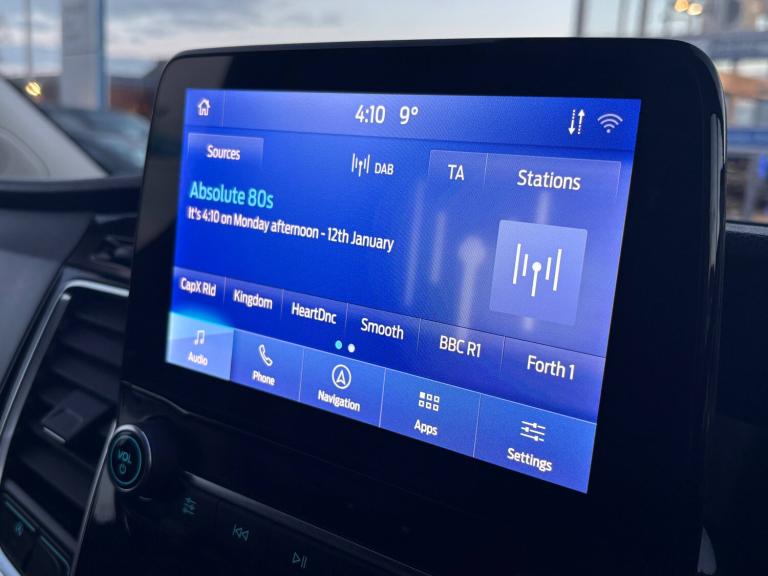 4:10 9°
Sources
DAB
TA
Stations
Absolute 80s
It's 4:10 on Monday afternoon - 12th January
CapX Rld
Kingdom
HeartDnc
Smooth
BBC R1
Forth 1
Audio
Phone
Navigation
Apps
Settings
VOL